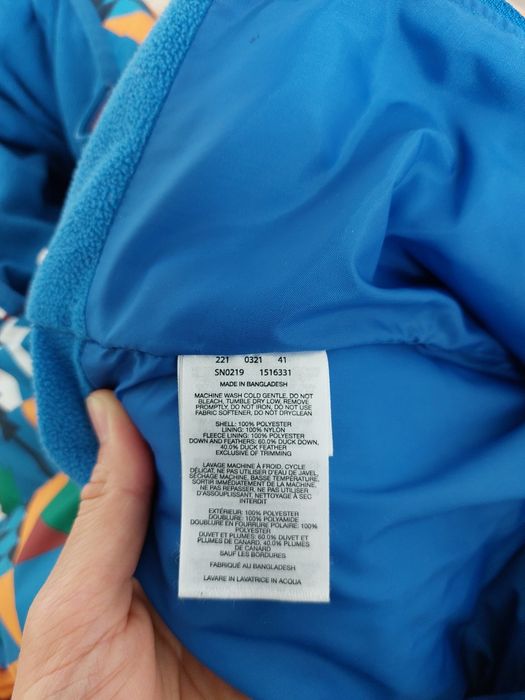 221 0321 41
SN0219 1516331
MADE IN BANGLADESH
MACHINE WASH COLD GENTLE, DO NOT
BLEACH, TUMBLE DRY LOW, REMOVE
PROMPTLY, DO NOT IRON, DO NOT USE
FABRIC SOFTENER, DO NOT DRYCLEAN
SHELL: 100% POLYESTER
LINING: 100% NYLON
FLEECE LINING: 100% POLYESTER
DOWN AND FEATHERS: 60.0% DUCK DOWN,
40.0% DUCK FEATHER
EXCLUSIVE OF TRIMMING
LAVAGE MACHINE À FROID, CYCLE
DÉLICAT, NE PAS UTILISER D'EAU DE JAVEL,
SÉCHAGE MACHINE, BASSE TEMPÉRATURE,
SORTIR IMMÉDIATEMENT DE LA MACHINE,
NE PAS REPASSER, NE PAS UTILISER
D'ASSOUPLISSANT, NETTOYAGE À SEC
INTERDIT
EXTÉRIEUR: 100% POLYESTER
DOUBLURE: 100% POLYAMIDE
DOUBLURE EN FOURRURE POLAIRE: 100%
POLYESTER
DUVET ET PLUMES: 60.0% DUVET ET
PLUMES DE CANARD, 40.0% PLUMES DE
CANARD
SAUF LES BORDURES
FABRIQUÉ AU BANGLADESH
LAVARE IN LAVATRICE IN ACQUA